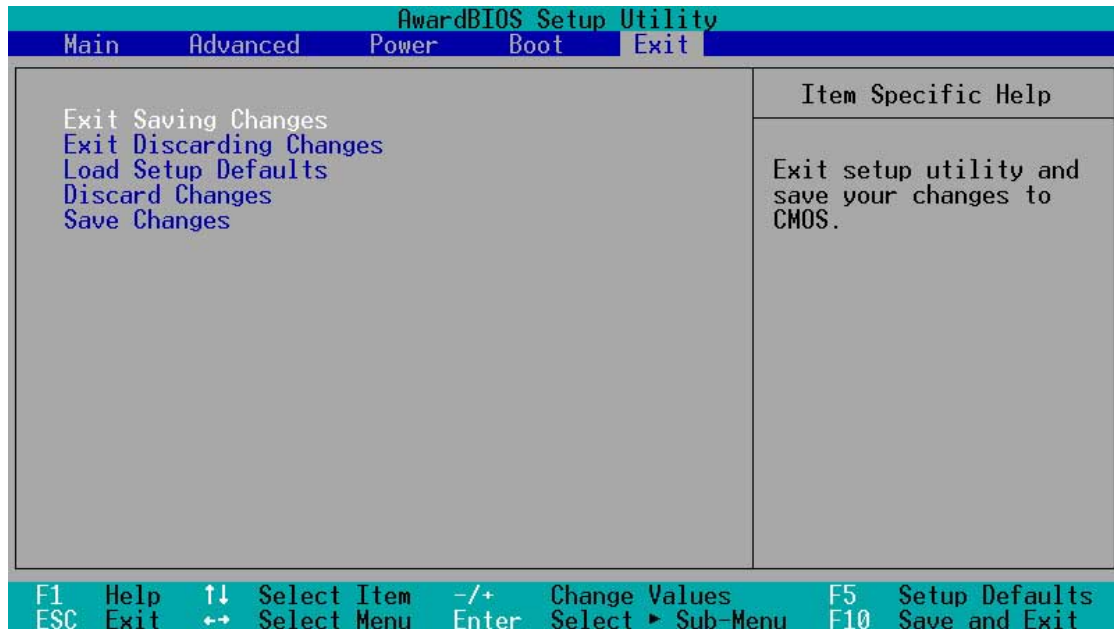 AwardBIOS Setup Utility
Main Advanced Power Boot Exit
Exit Saving Changes
Exit Discarding Changes
Load Setup Defaults
Discard Changes
Save Changes
Item Specific Help
Exit setup utility and
save your changes to
CMOS.
F1 Help ↑↓ Select Item -/+ Change Values F5 Setup Defaults
ESC Exit ←→ Select Menu Enter Select ► Sub-Menu F10 Save and Exit